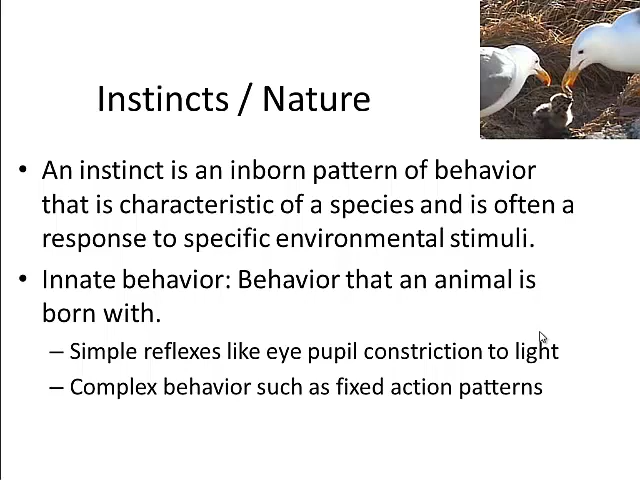 Instincts / Nature
• An instinct is an inborn pattern of behavior
that is characteristic of a species and is often a
response to specific environmental stimuli.
• Innate behavior: Behavior that an animal is
born with.
– Simple reflexes like eye pupil constriction to light
– Complex behavior such as fixed action patterns